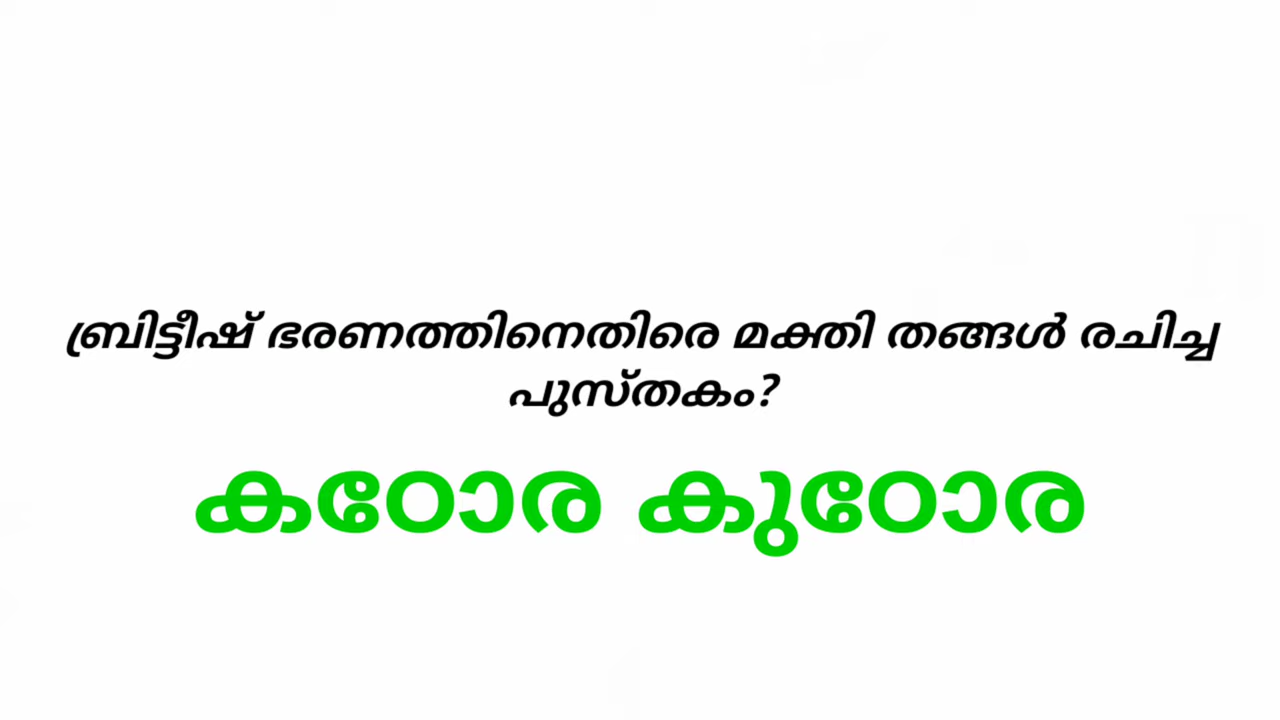 ബ്രിട്ടീഷ് ഭരണത്തിനെതിരെ മക്തി തങ്ങൾ രചിച്ച
പുസ്തകം?
കഠോര കുഠോര